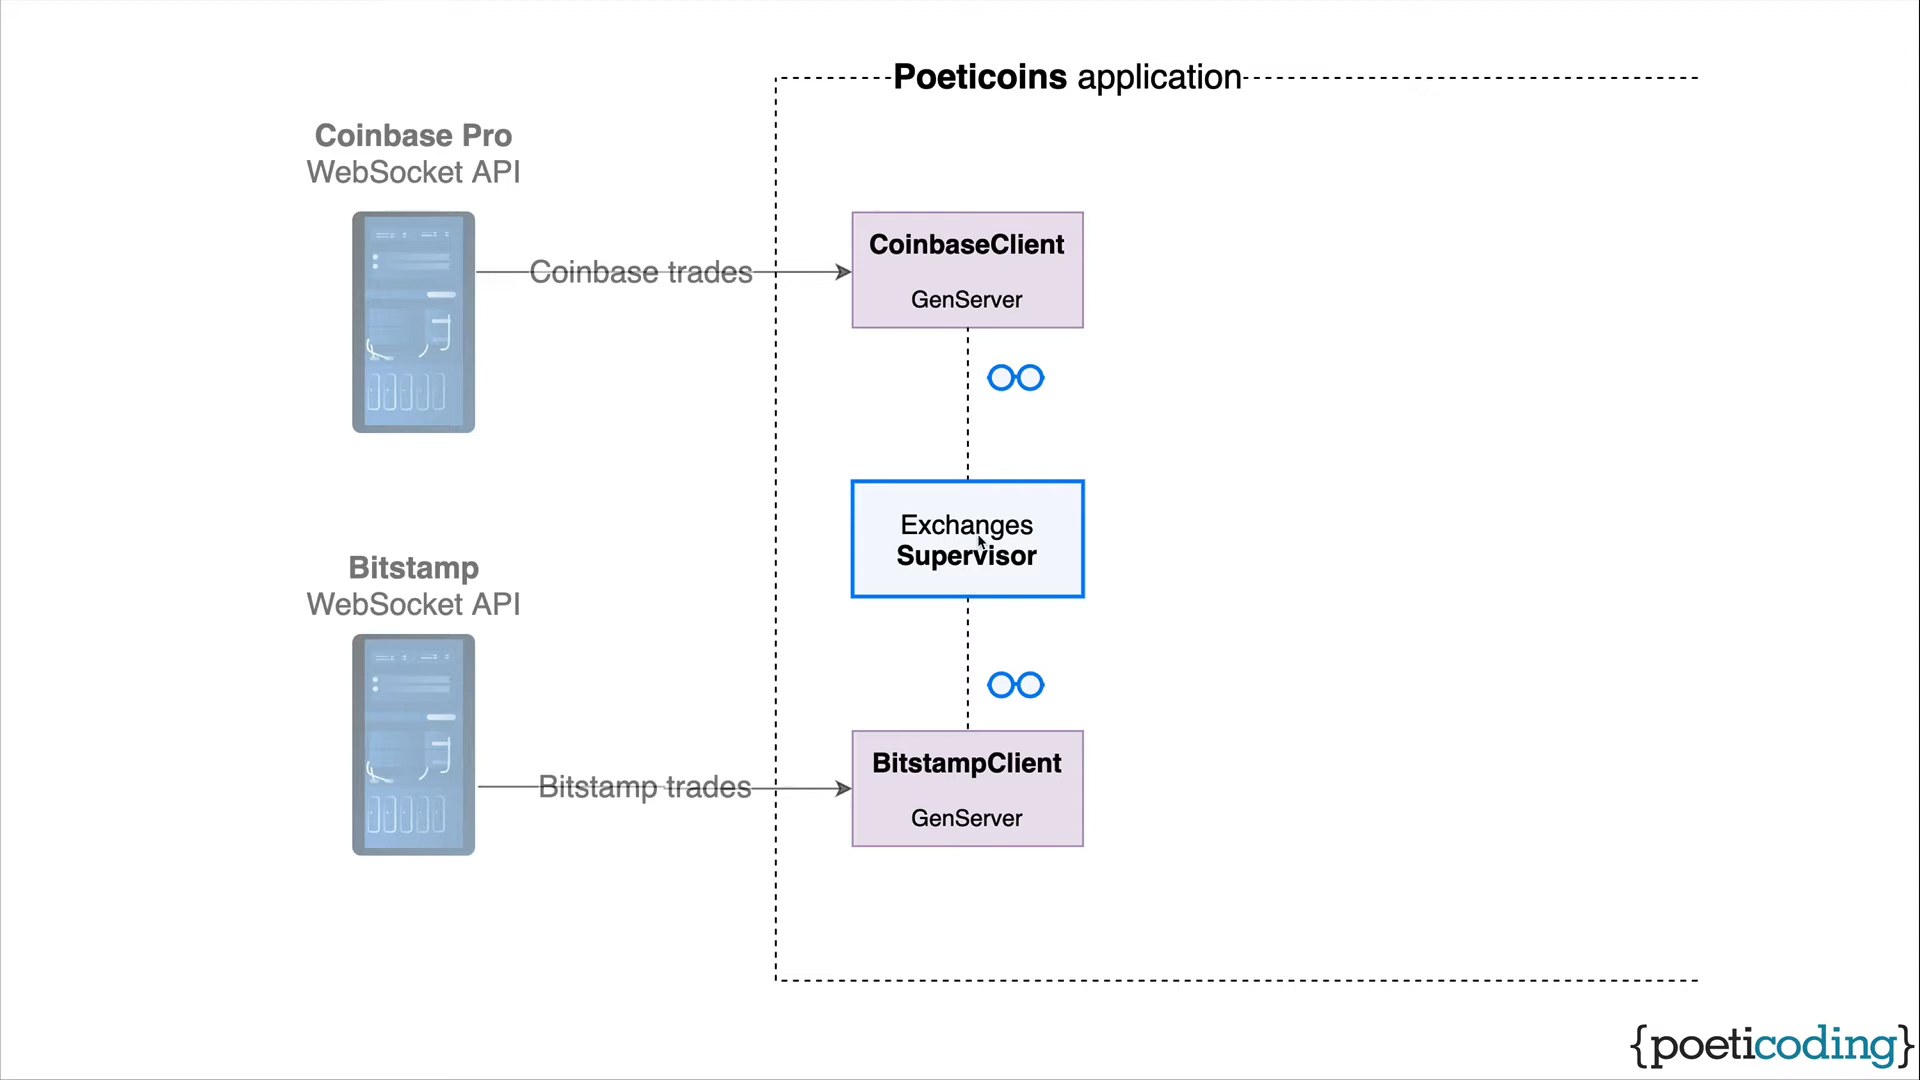 Poeticoins application
Coinbase Pro
WebSocket API
Coinbase trades
CoinbaseClient
GenServer
Exchanges
Supervisor
Bitstamp
WebSocket API
Bitstamp trades
BitstampClient
GenServer
{poeticoding}